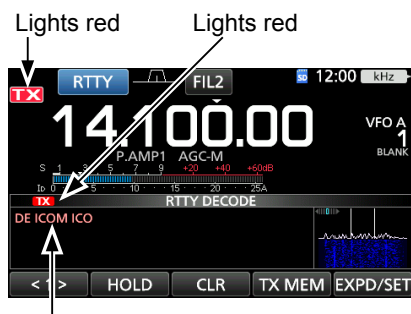 Lights red Lights red
TX RTTY FIL2 SD 12:00 kHz
14.100.00
VFO A
1
BLANK
P.AMP1 AGC-M
S 1 3 5 7 9 +20 +40 +60dB
ID 0 5 10 15 20 25A
TX RTTY DECODE
DE ICOM ICO
< 1 > HOLD CLR TX MEM EXPD/SET